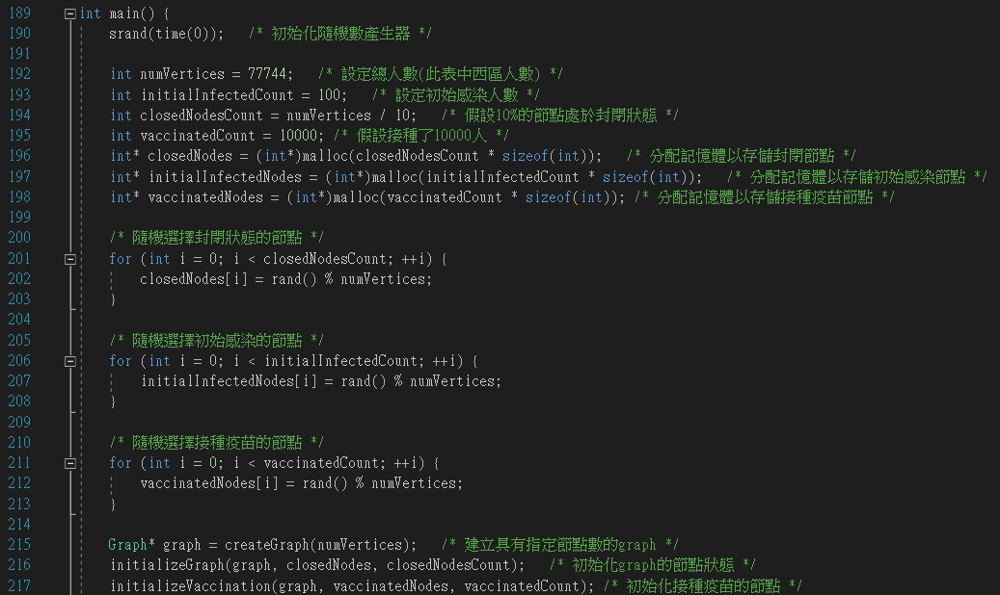 189 int main() {
190 srand(time(0)); /* 初始化隨機數產生器 */
191
192 int numVertices = 77744; /* 設定總人數(此表中西區人數) */
193 int initialInfectedCount = 100; /* 設定初始感染人數 */
194 int closedNodesCount = numVertices / 10; /* 假設10%的節點處於封閉狀態 */
195 int vaccinatedCount = 10000; /* 假設接種了10000人 */
196 int* closedNodes = (int*)malloc(closedNodesCount * sizeof(int)); /* 分配記憶體以存儲封閉節點 */
197 int* initialInfectedNodes = (int*)malloc(initialInfectedCount * sizeof(int)); /* 分配記憶體以存儲初始感染節點 */
198 int* vaccinatedNodes = (int*)malloc(vaccinatedCount * sizeof(int)); /* 分配記憶體以存儲接種疫苗節點 */
199
200 /* 隨機選擇封閉狀態的節點 */
201 for (int i = 0; i < closedNodesCount; ++i) {
202 closedNodes[i] = rand() % numVertices;
203 }
204
205 /* 隨機選擇初始感染的節點 */
206 for (int i = 0; i < initialInfectedCount; ++i) {
207 initialInfectedNodes[i] = rand() % numVertices;
208 }
209
210 /* 隨機選擇接種疫苗的節點 */
211 for (int i = 0; i < vaccinatedCount; ++i) {
212 vaccinatedNodes[i] = rand() % numVertices;
213 }
214
215 Graph* graph = createGraph(numVertices); /* 建立具有指定節點數的graph */
216 initializeGraph(graph, closedNodes, closedNodesCount); /* 初始化graph的節點狀態 */
217 initializeVaccination(graph, vaccinatedNodes, vaccinatedCount); /* 初始化接種疫苗的節點 */